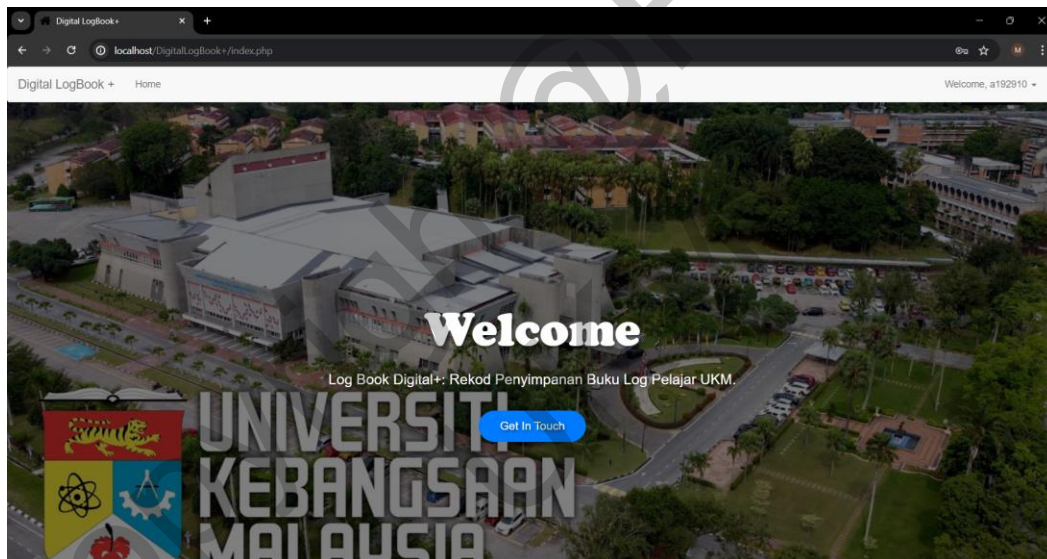 Digital LogBook+
localhost/DigitalLogBook+/index.php
M
Digital LogBook + Home Welcome, a192910
Welcome
Log Book Digital+: Rekod Penyimpanan Buku Log Pelajar UKM.
Get In Touch
UNIVERSITI
KEBANGSAAN
MALAYSIA